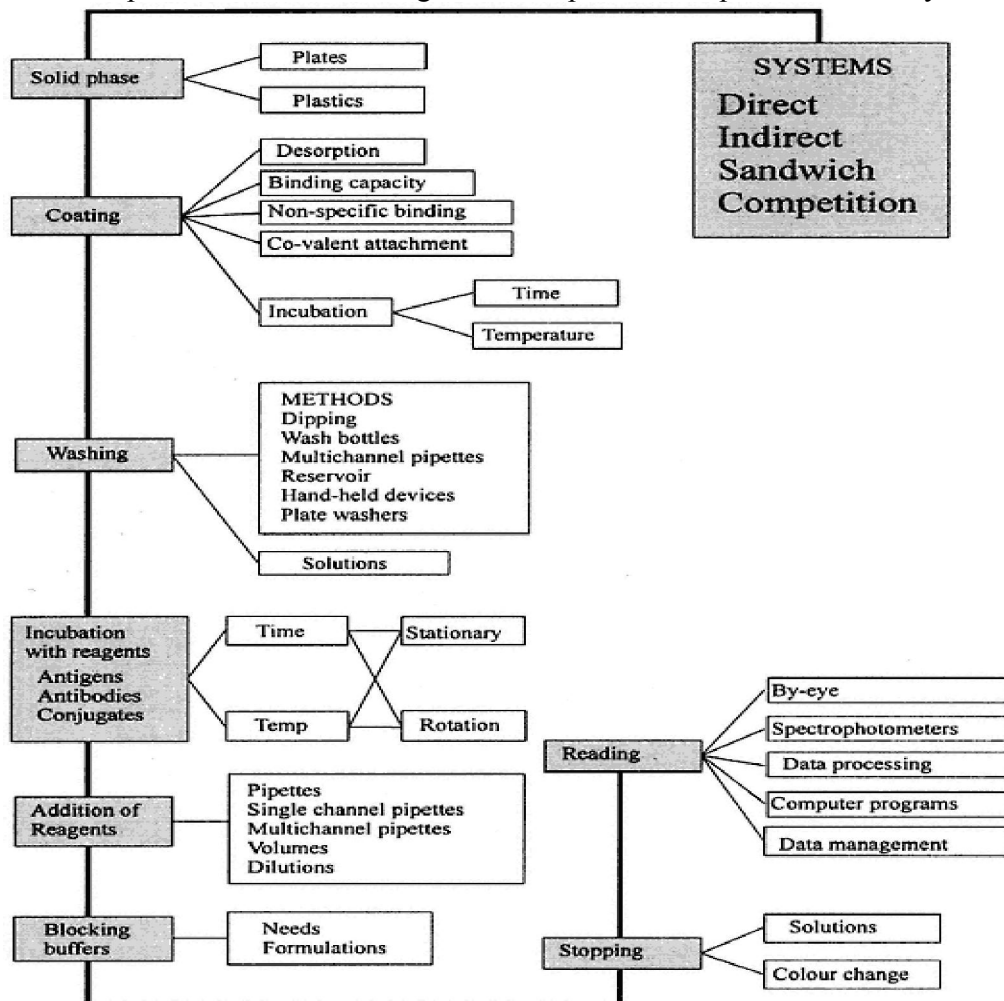 Solid phase
Plates
Plastics
SYSTEMS
Direct
Indirect
Sandwich
Competition
Coating
Desorption
Binding capacity
Non-specific binding
Co-valent attachment
Incubation
Time
Temperature
Washing
METHODS
Dipping
Wash bottles
Multichannel pipettes
Reservoir
Hand-held devices
Plate washers
Solutions
Incubation
with reagents
Antigens
Antibodies
Conjugates
Time
Temp
Stationary
Rotation
Addition of
Reagents
Pipettes
Single channel pipettes
Multichannel pipettes
Volumes
Dilutions
Blocking
buffers
Needs
Formulations
Reading
By-eye
Spectrophotometers
Data processing
Computer programs
Data management
Stopping
Solutions
Colour change